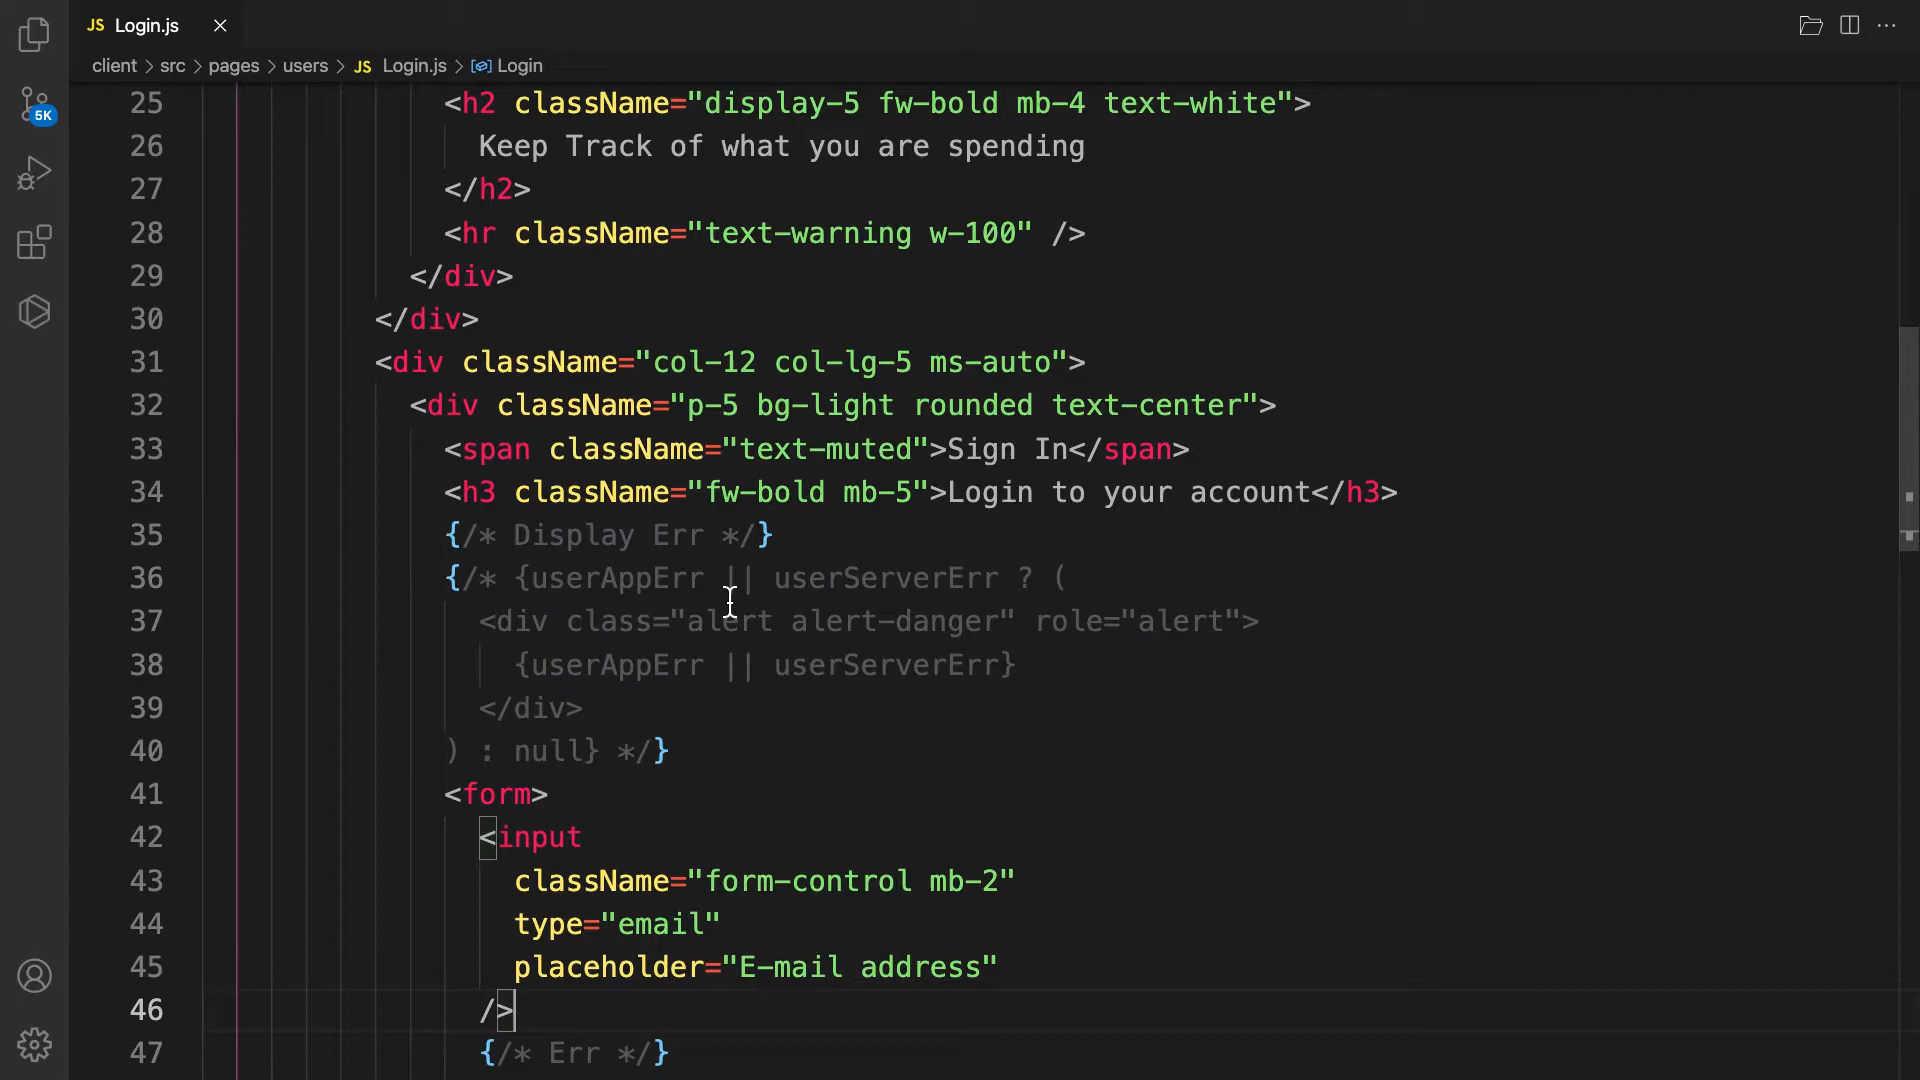 JS Login.js
client > src > pages > users > JS Login.js > Login
5K
25 <h2 className="display-5 fw-bold mb-4 text-white">
26 Keep Track of what you are spending
27 </h2>
28 <hr className="text-warning w-100" />
29 </div>
30 </div>
31 <div className="col-12 col-lg-5 ms-auto">
32 <div className="p-5 bg-light rounded text-center">
33 <span className="text-muted">Sign In</span>
34 <h3 className="fw-bold mb-5">Login to your account</h3>
35 {/* Display Err */}
36 {/* {userAppErr || userServerErr ? (
37 <div class="alert alert-danger" role="alert">
38 {userAppErr || userServerErr}
39 </div>
40 ) : null} */}
41 <form>
42 <input
43 className="form-control mb-2"
44 type="email"
45 placeholder="E-mail address"
46 />
47 {/* Err */}